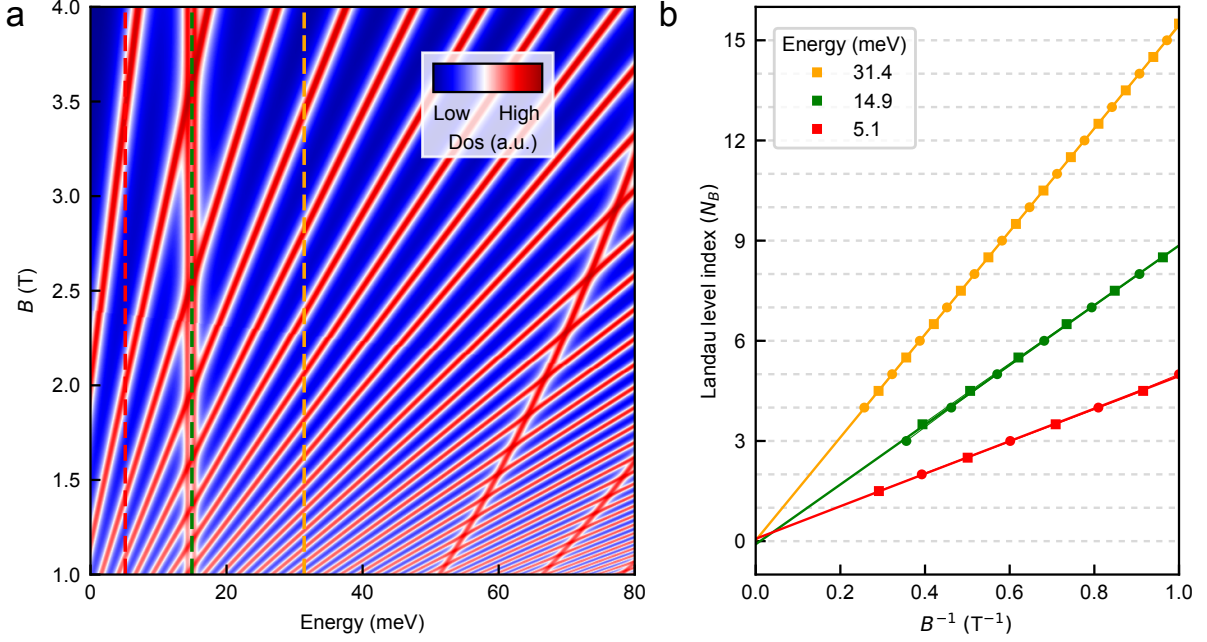 a
4.0
3.5
3.0
2.5
2.0
1.5
1.0
B (T)
0
20
40
60
80
Energy (meV)
Low
High
Dos (a.u.)
b
15
12
9
6
3
0
Landau level index (N_B)
Energy (meV)
31.4
14.9
5.1
0.0
0.2
0.4
0.6
0.8
1.0
B⁻¹ (T⁻¹)